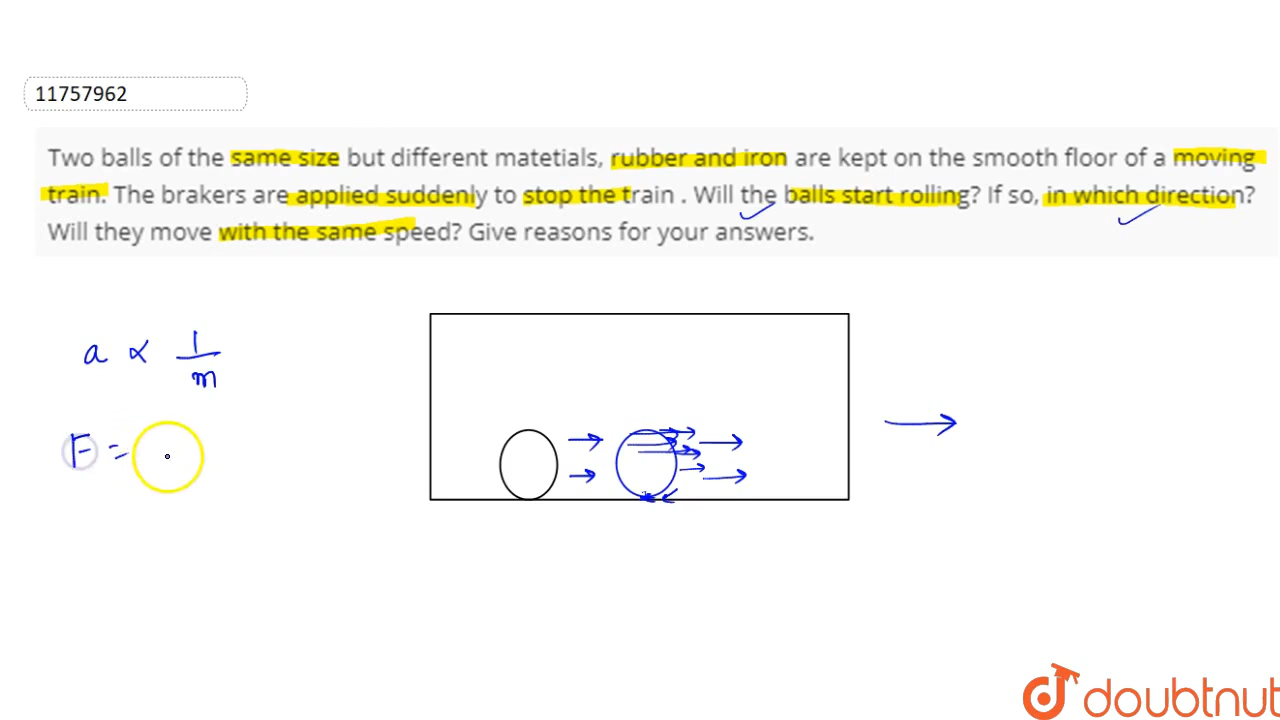 11757962
Two balls of the same size but different matetials, rubber and iron are kept on the smooth floor of a moving
train. The brakers are applied suddenly to stop the train . Will the balls start rolling? If so, in which direction?
Will they move with the same speed? Give reasons for your answers.
a ∝ 1/m
F =
doubtnut